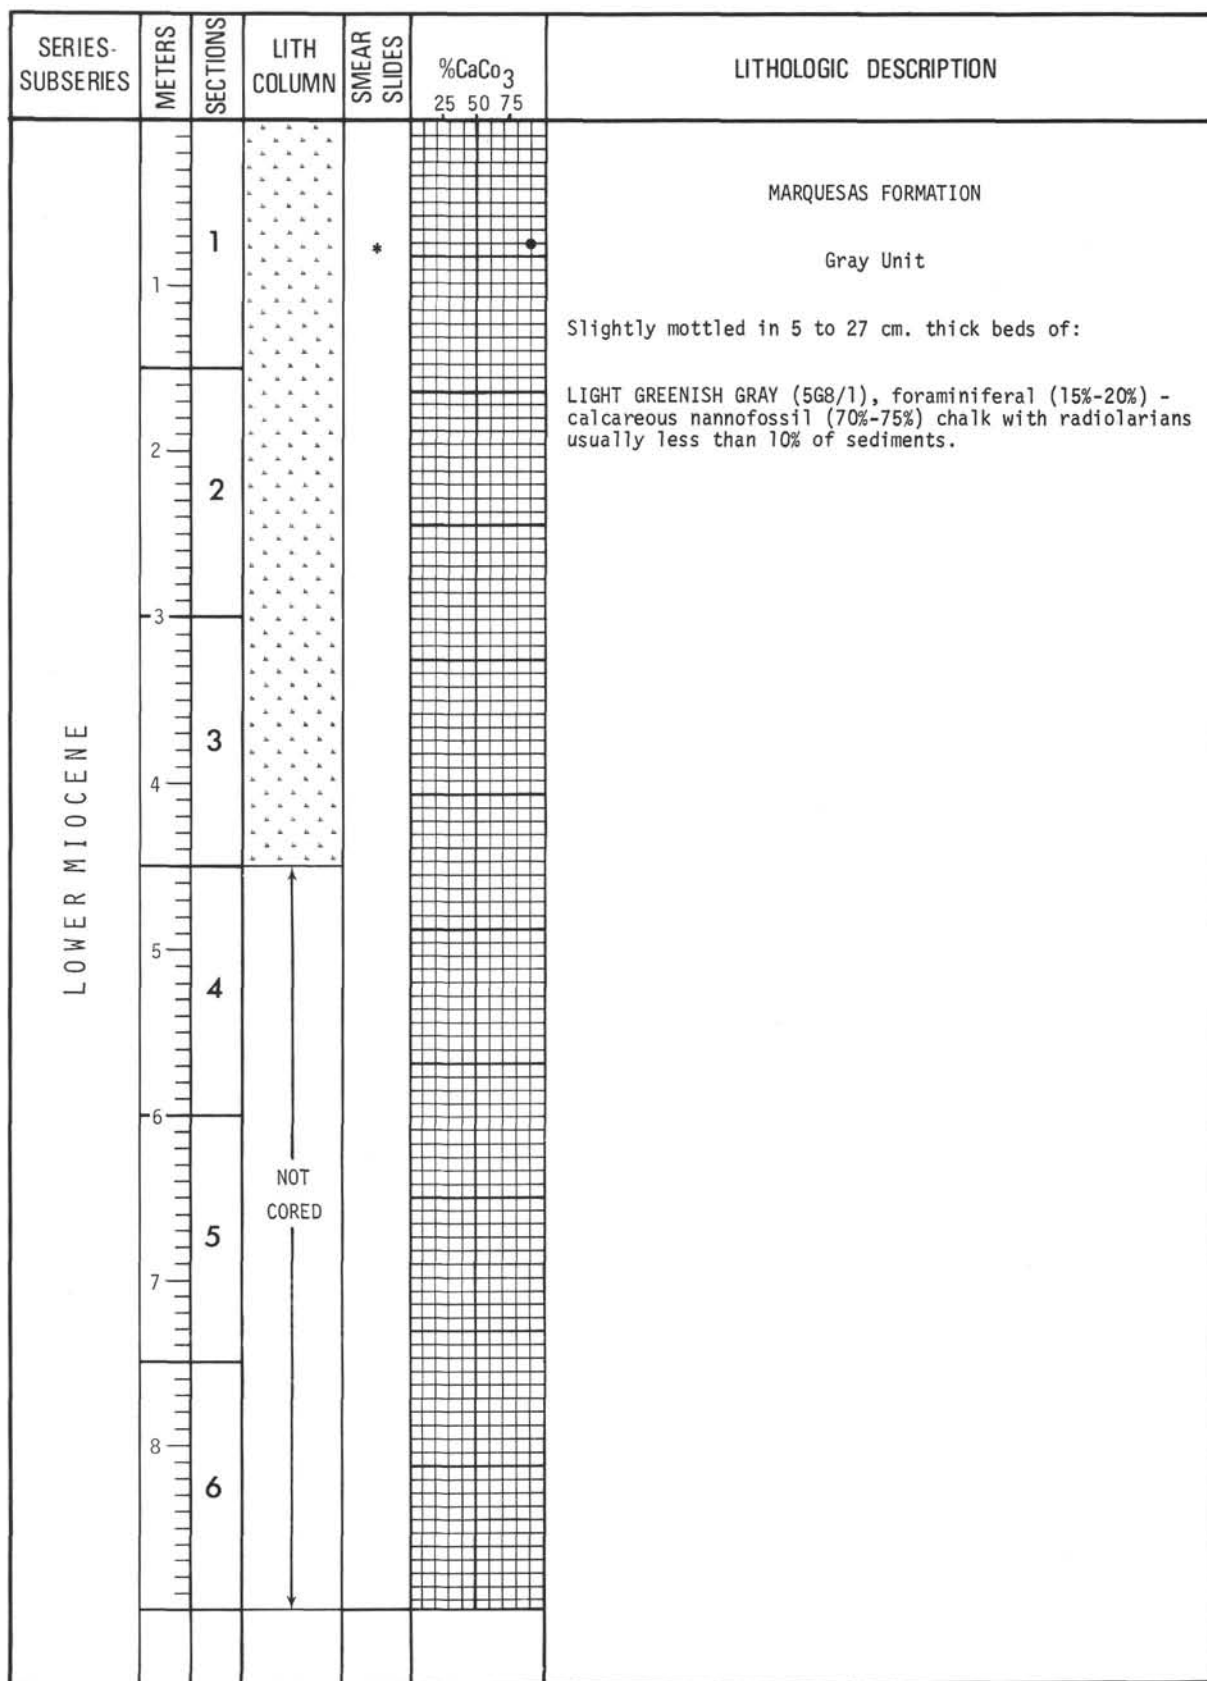 SERIES-
SUBSERIES
METERS
SECTIONS
LITH
COLUMN
SMEAR
SLIDES
%CaCo3
25 50 75
LITHOLOGIC DESCRIPTION
LOWER MIOCENE
1
2
3
4
5
6
7
8
1
2
3
4
5
6
NOT
CORED
*
MARQUESAS FORMATION
Gray Unit
Slightly mottled in 5 to 27 cm. thick beds of:
LIGHT GREENISH GRAY (5G8/1), foraminiferal (15%-20%) -
calcareous nannofossil (70%-75%) chalk with radiolarians
usually less than 10% of sediments.